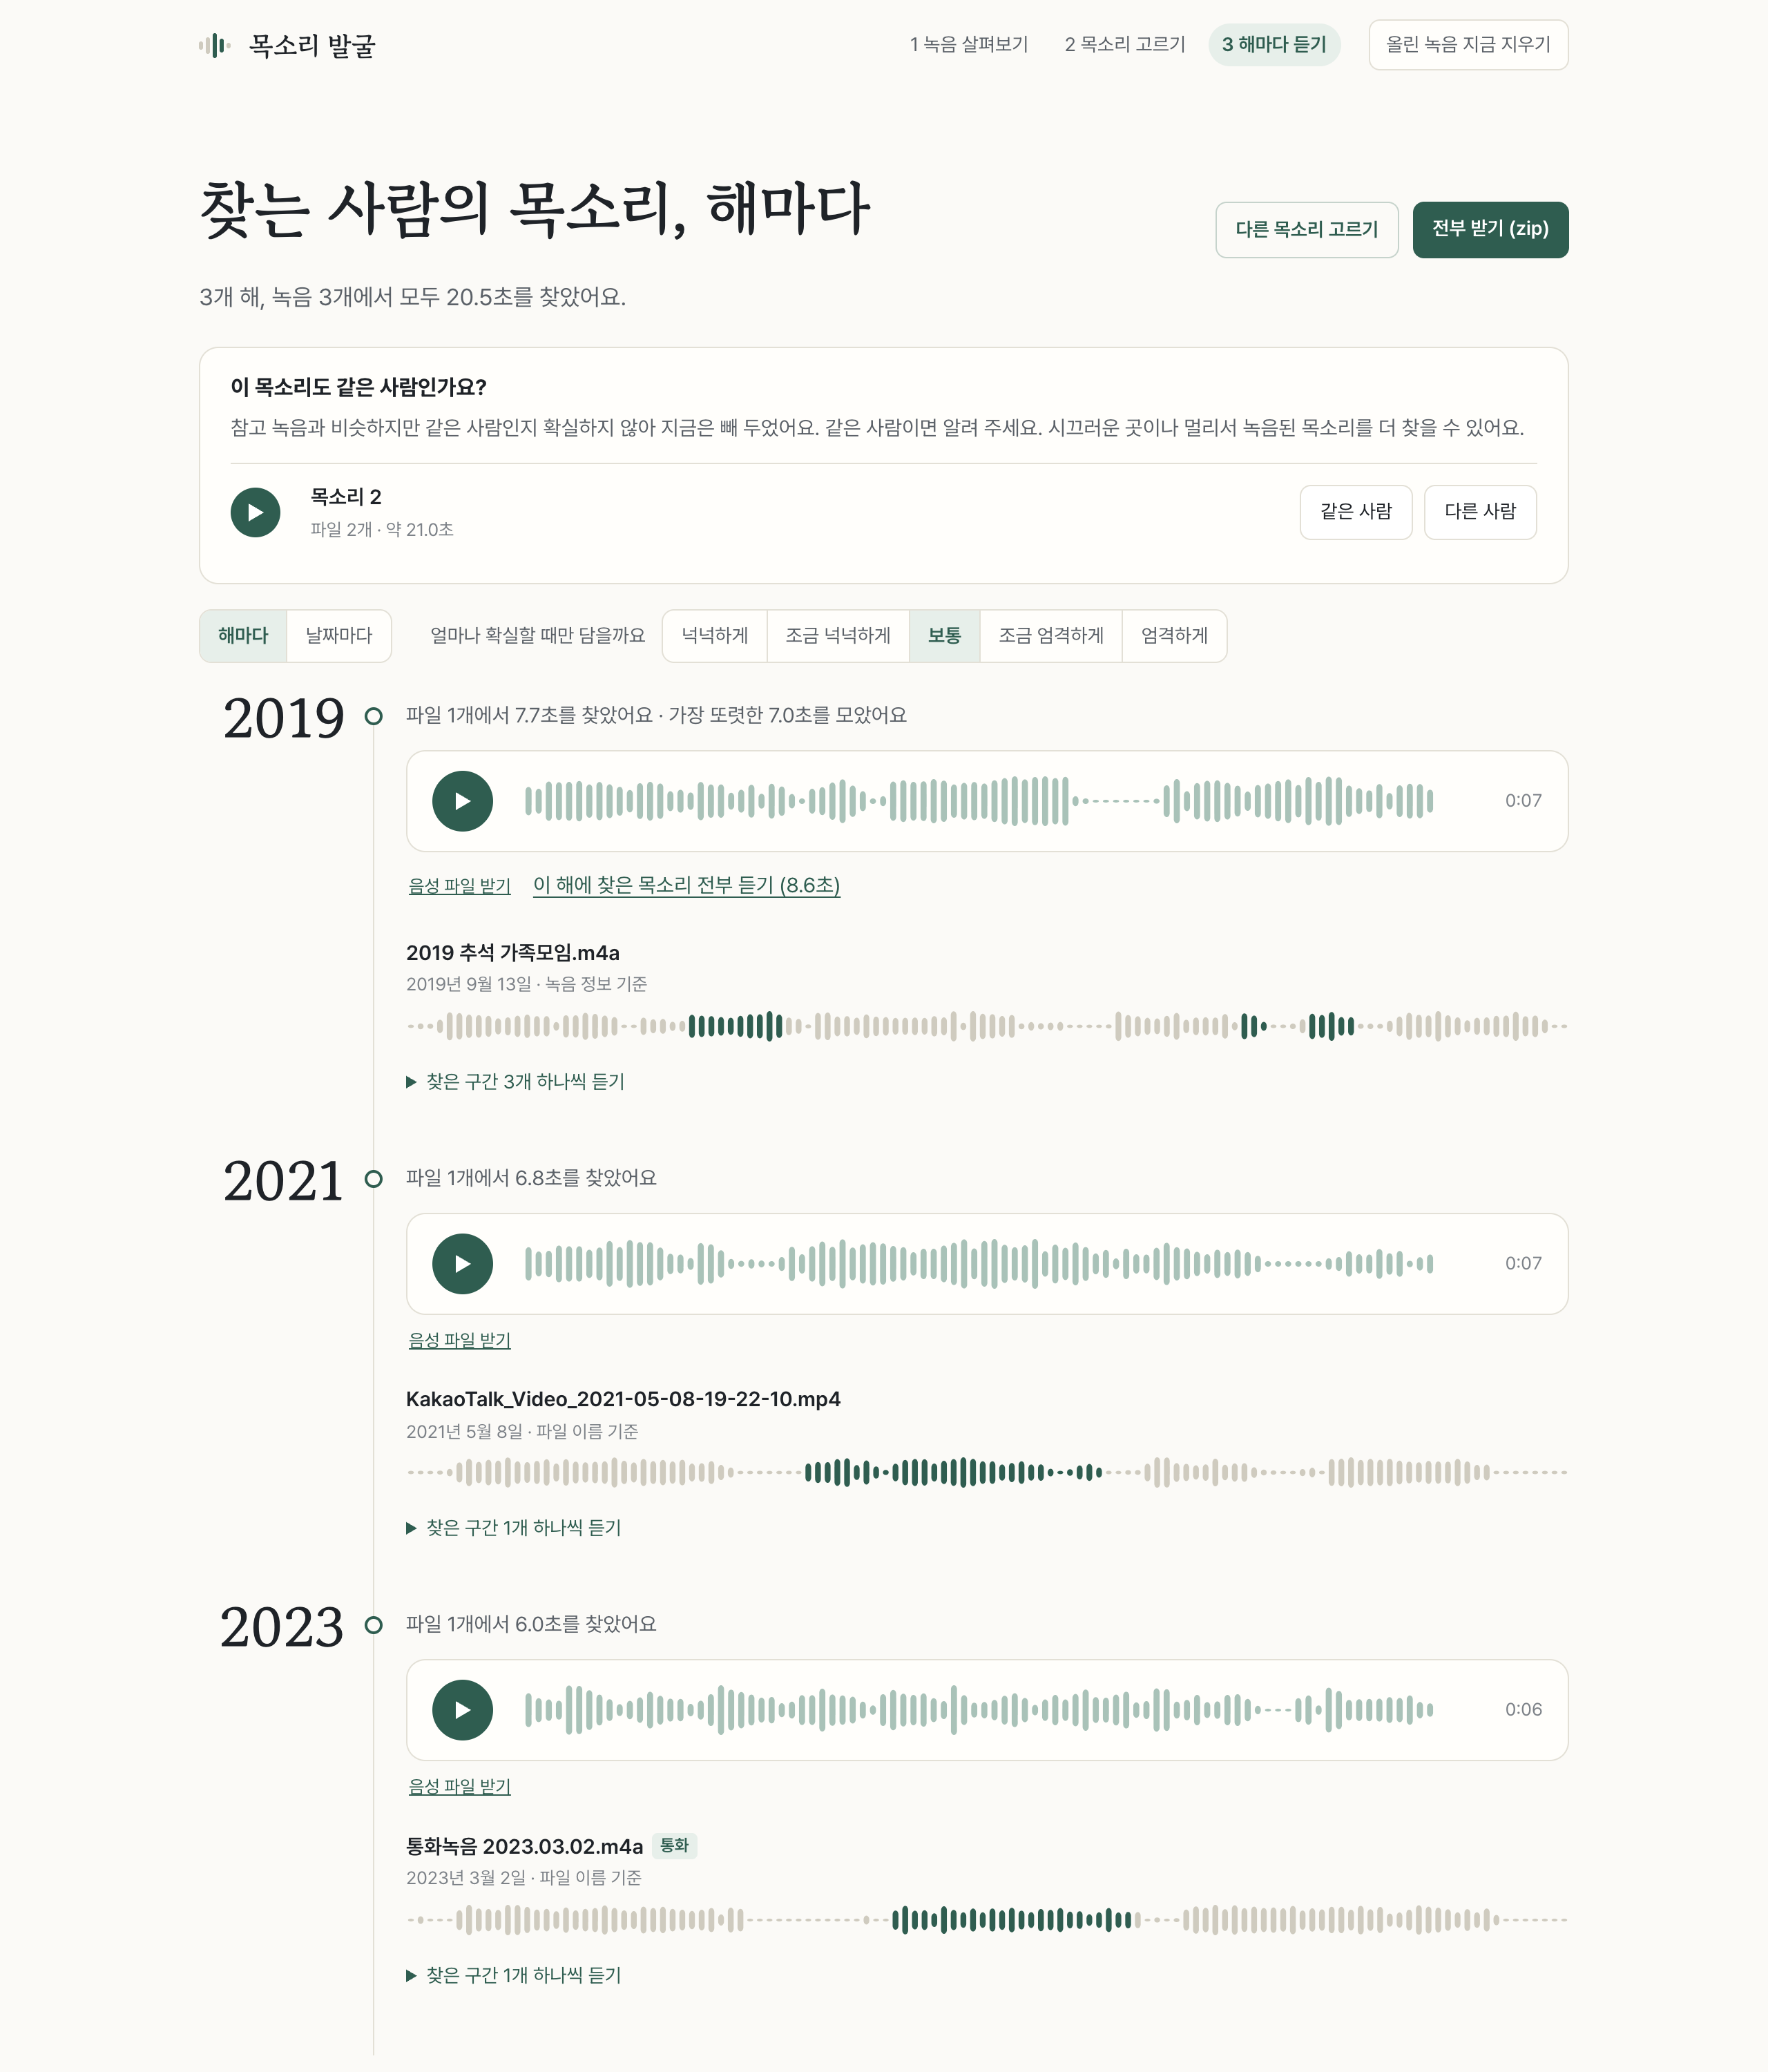 목소리 발굴
1 녹음 살펴보기
2 목소리 고르기
3 해마다 듣기
올린 녹음 지금 지우기
찾는 사람의 목소리, 해마다
다른 목소리 고르기
전부 받기 (zip)
3개 해, 녹음 3개에서 모두 20.5초를 찾았어요.
이 목소리도 같은 사람인가요?
참고 녹음과 비슷하지만 같은 사람인지 확실하지 않아 지금은 빼 두었어요. 같은 사람이면 알려 주세요. 시끄러운 곳이나 멀리서 녹음된 목소리를 더 찾을 수 있어요.
목소리 2
파일 2개 · 약 21.0초
같은 사람
다른 사람
해마다
날짜마다
얼마나 확실할 때만 담을까요
넉넉하게
조금 넉넉하게
보통
조금 엄격하게
엄격하게
2019
파일 1개에서 7.7초를 찾았어요 · 가장 또렷한 7.0초를 모았어요
0:07
음성 파일 받기
이 해에 찾은 목소리 전부 듣기 (8.6초)
2019 추석 가족모임.m4a
2019년 9월 13일 · 녹음 정보 기준
찾은 구간 3개 하나씩 듣기
2021
파일 1개에서 6.8초를 찾았어요
0:07
음성 파일 받기
KakaoTalk_Video_2021-05-08-19-22-10.mp4
2021년 5월 8일 · 파일 이름 기준
찾은 구간 1개 하나씩 듣기
2023
파일 1개에서 6.0초를 찾았어요
0:06
음성 파일 받기
통화녹음 2023.03.02.m4a 통화
2023년 3월 2일 · 파일 이름 기준
찾은 구간 1개 하나씩 듣기